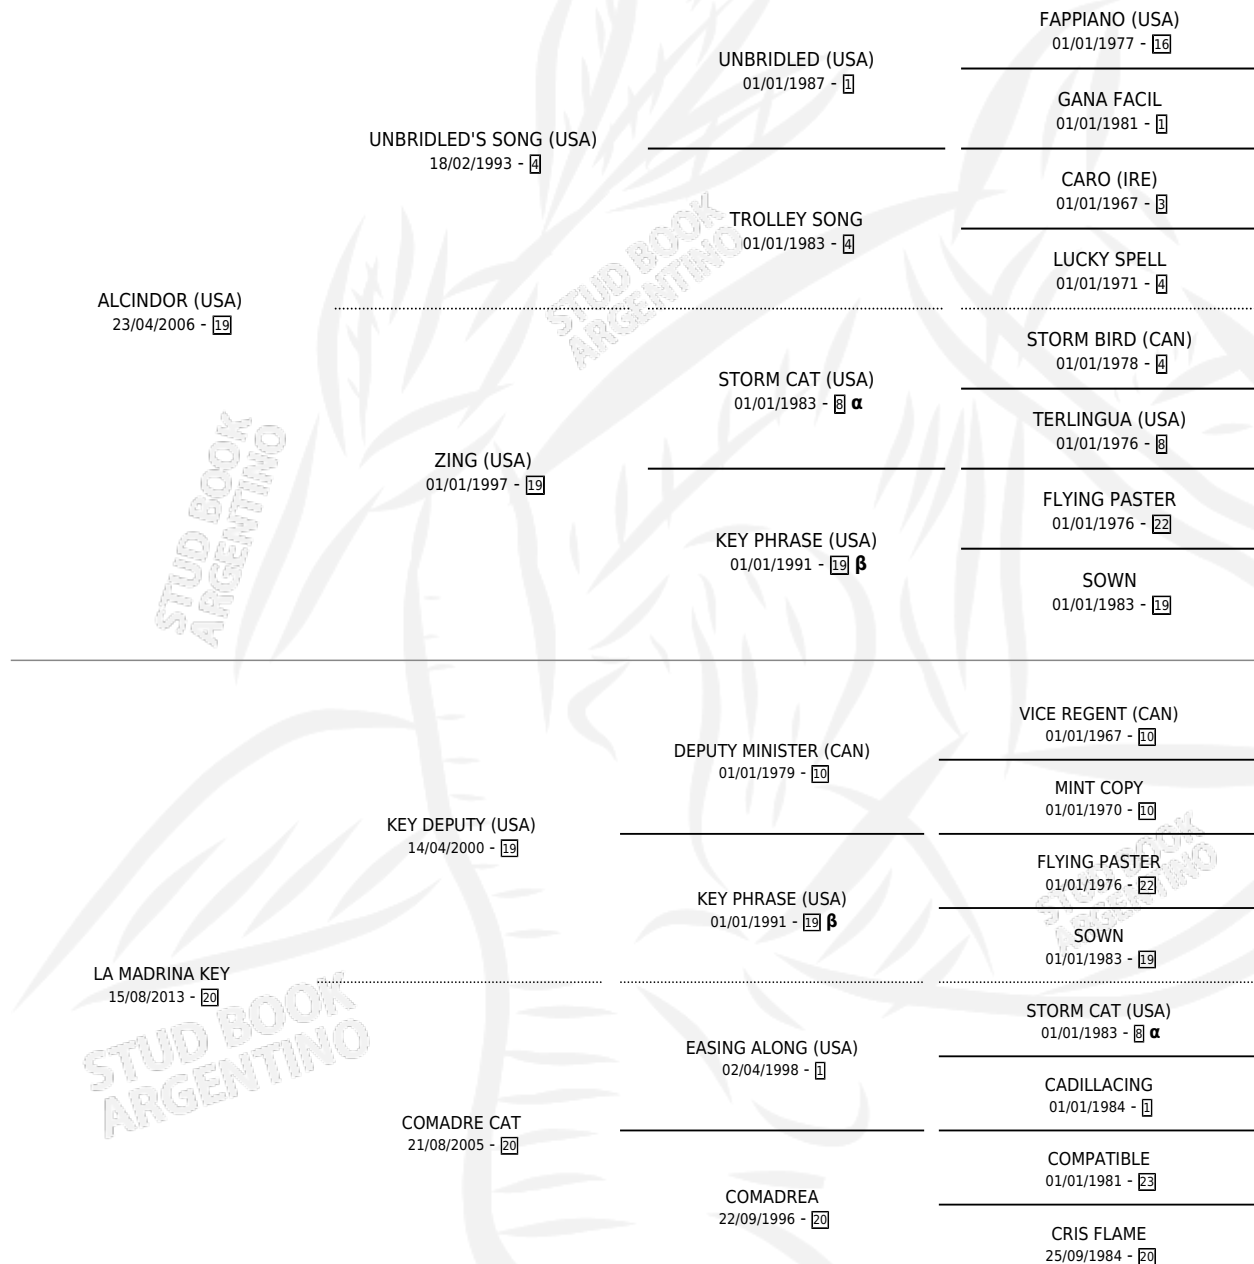 FAPPIANO (USA)
01/01/1977 - 16
UNBRIDLED (USA)
01/01/1987 - 1
GANA FACIL
01/01/1981 - 1
UNBRIDLED'S SONG (USA)
18/02/1993 - 4
CARO (IRE)
01/01/1967 - 3
TROLLEY SONG
01/01/1983 - 4
LUCKY SPELL
01/01/1971 - 4
ALCINDOR (USA)
23/04/2006 - 19
STORM BIRD (CAN)
01/01/1978 - 4
STORM CAT (USA)
01/01/1983 - 8 α
TERLINGUA (USA)
01/01/1976 - 8
ZING (USA)
01/01/1997 - 19
FLYING PASTER
01/01/1976 - 22
KEY PHRASE (USA)
01/01/1991 - 19 β
SOWN
01/01/1983 - 19
STUD BOOK
ARGENTINO
STUD BOOK
ARGENTINO
VICE REGENT (CAN)
01/01/1967 - 10
DEPUTY MINISTER (CAN)
01/01/1979 - 10
MINT COPY
01/01/1970 - 10
KEY DEPUTY (USA)
14/04/2000 - 19
FLYING PASTER
01/01/1976 - 22
KEY PHRASE (USA)
01/01/1991 - 19 β
SOWN
01/01/1983 - 19
LA MADRINA KEY
15/08/2013 - 20
STORM CAT (USA)
01/01/1983 - 8 α
EASING ALONG (USA)
02/04/1998 - 1
CADILLACING
01/01/1984 - 1
COMADRE CAT
21/08/2005 - 20
COMPATIBLE
01/01/1981 - 23
COMADREA
22/09/1996 - 20
CRIS FLAME
25/09/1984 - 20
STUD BOOK
ARGENTINO
STUD BOOK
ARGENTINO